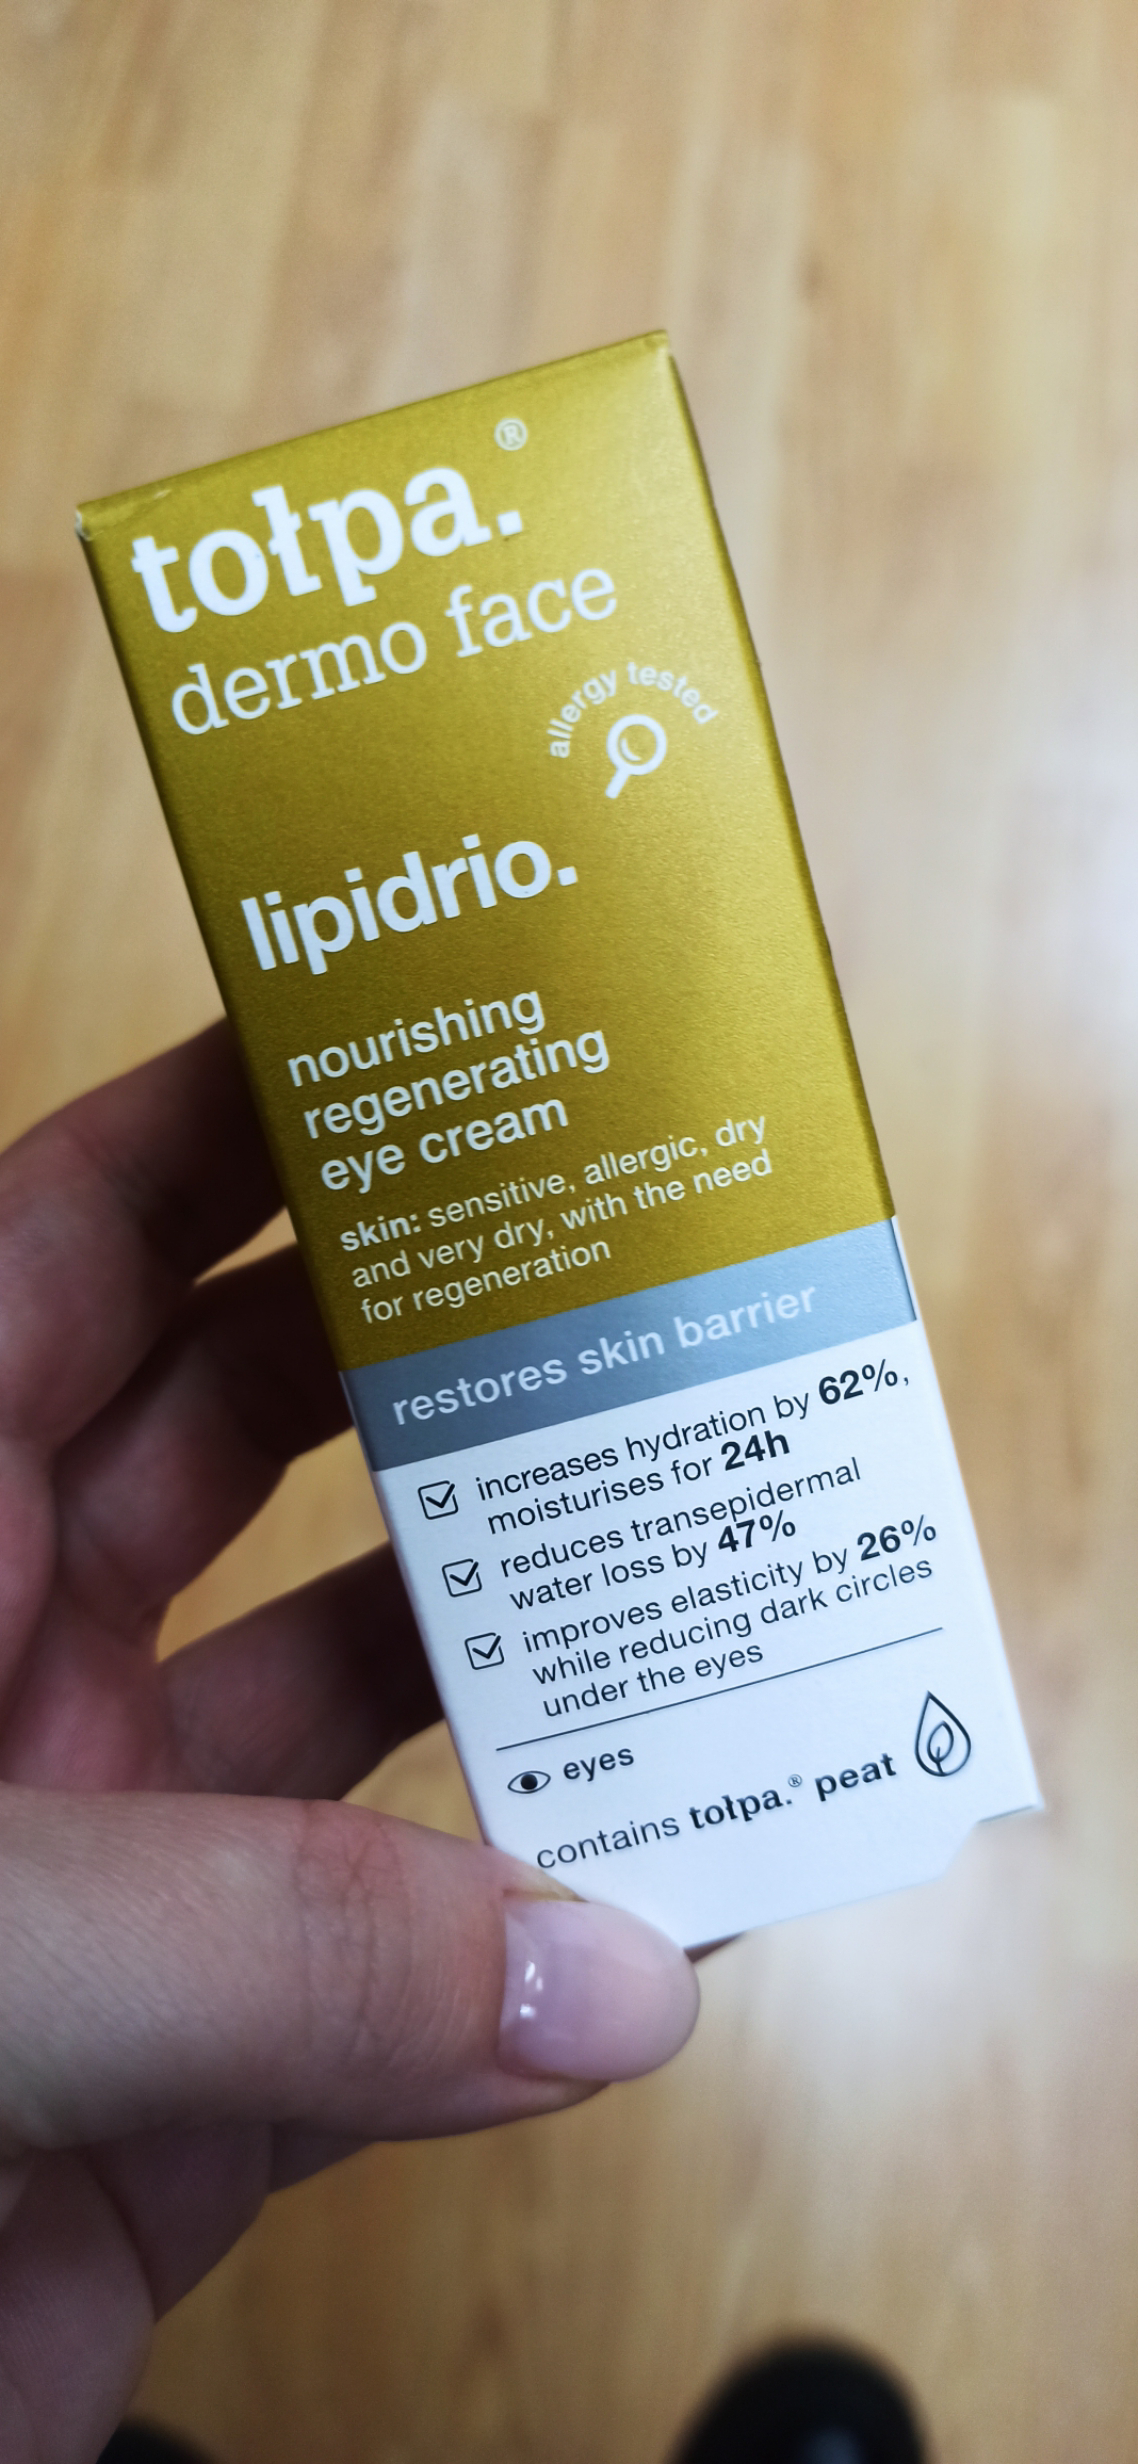 tołpa.®
dermo face
allergy tested
lipidrio.
nourishing
regenerating
eye cream
skin: sensitive, allergic, dry
and very dry, with the need
for regeneration
restores skin barrier
increases hydration by 62%,
moisturises for 24h
reduces transepidermal
water loss by 47%
improves elasticity by 26%
while reducing dark circles
under the eyes
eyes
contains tołpa.® peat